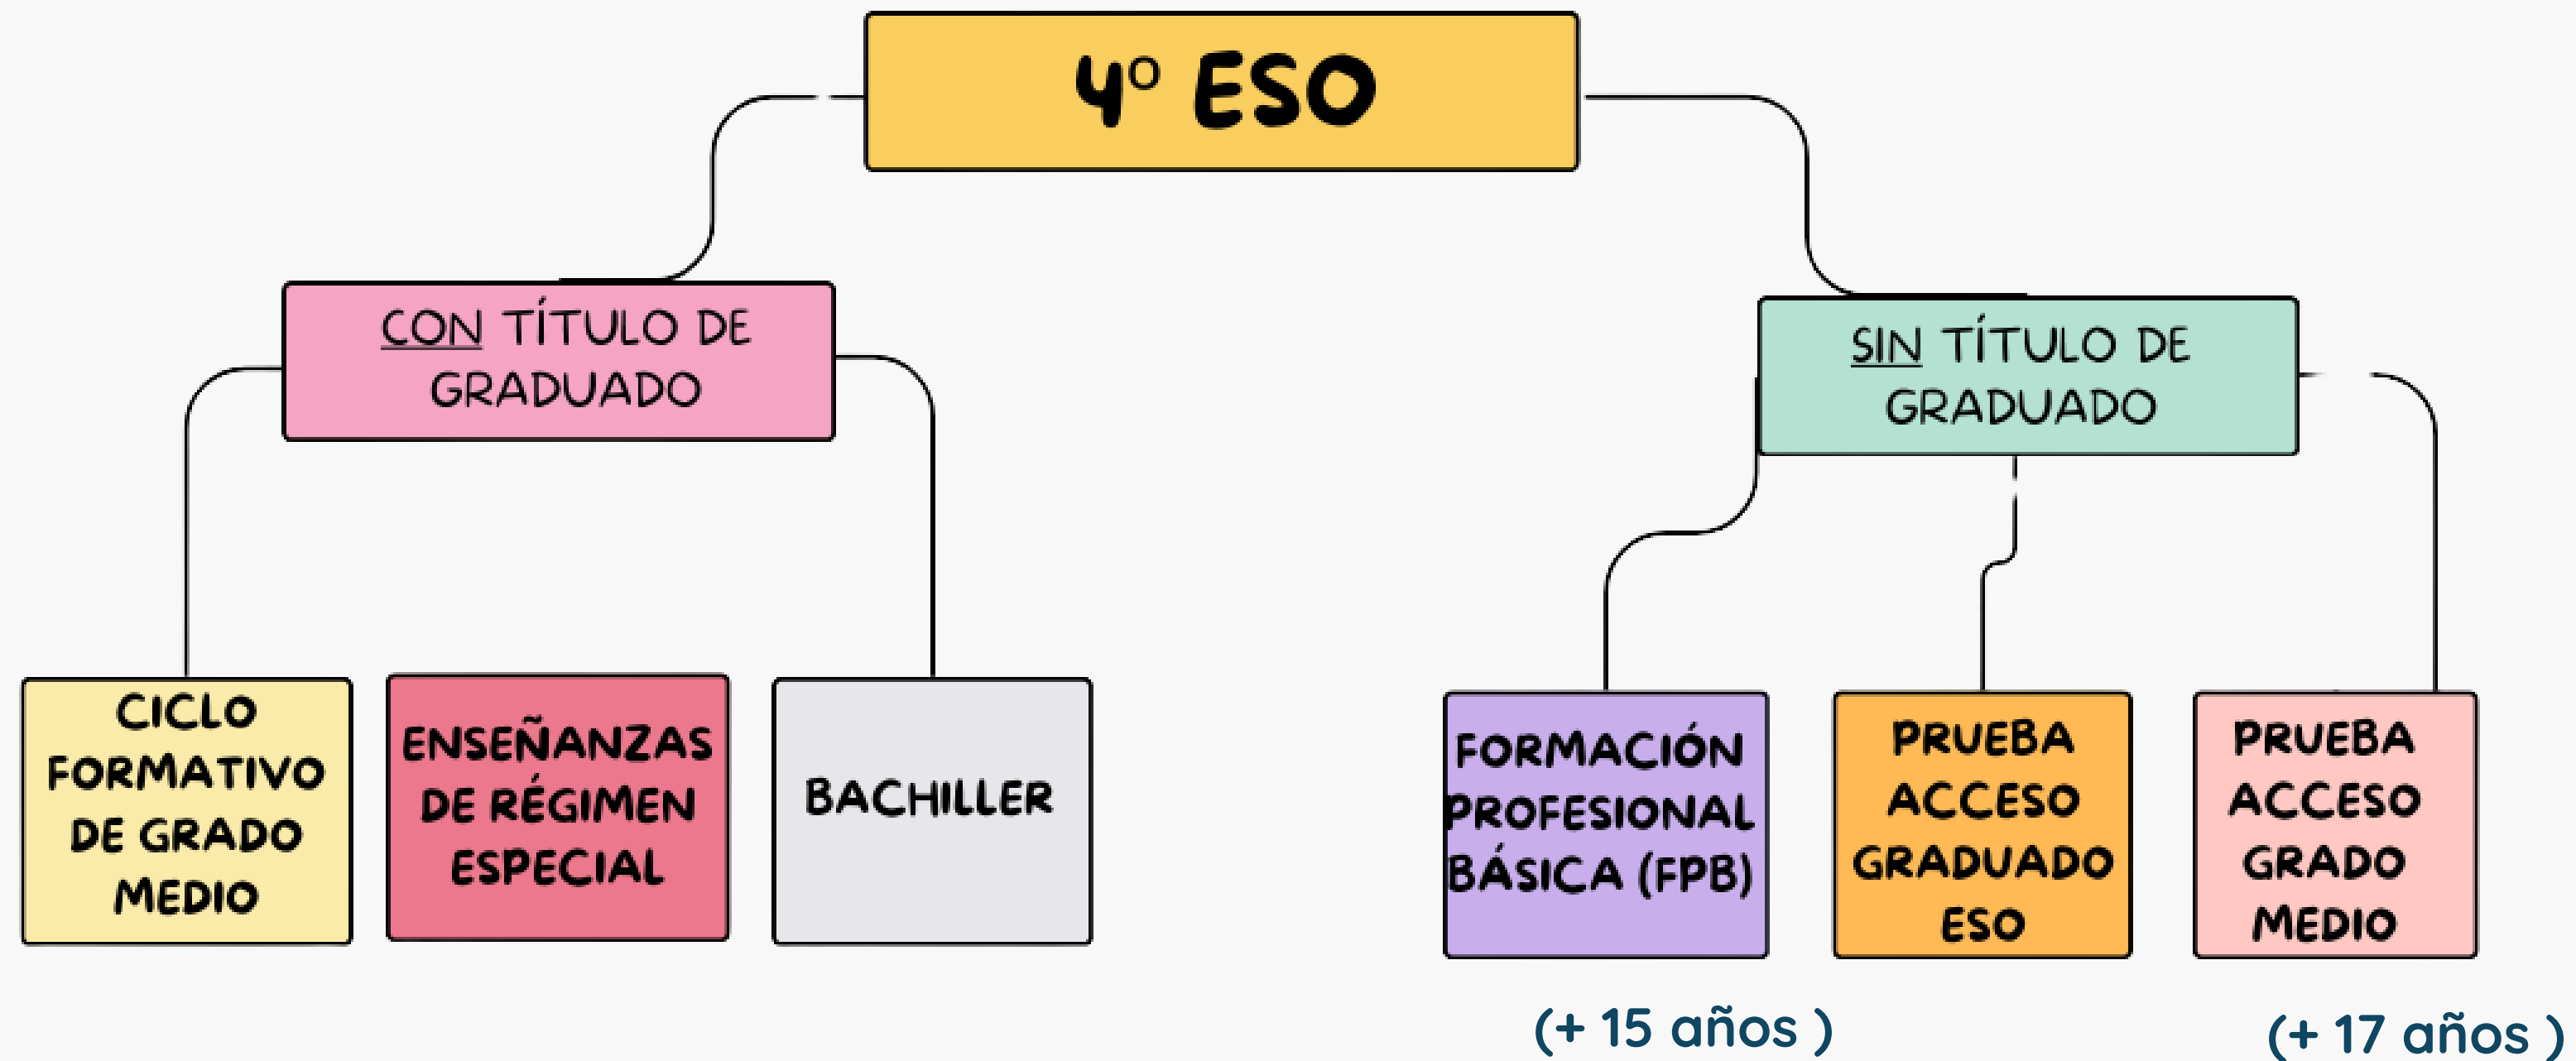 4º ESO
CON TÍTULO DE
GRADUADO
SIN TÍTULO DE
GRADUADO
CICLO
FORMATIVO
DE GRADO
MEDIO
ENSEÑANZAS
DE RÉGIMEN
ESPECIAL
BACHILLER
FORMACIÓN
PROFESIONAL
BÁSICA (FPB)
PRUEBA
ACCESO
GRADUADO
ESO
PRUEBA
ACCESO
GRADO
MEDIO
(+ 15 años )
(+ 17 años )